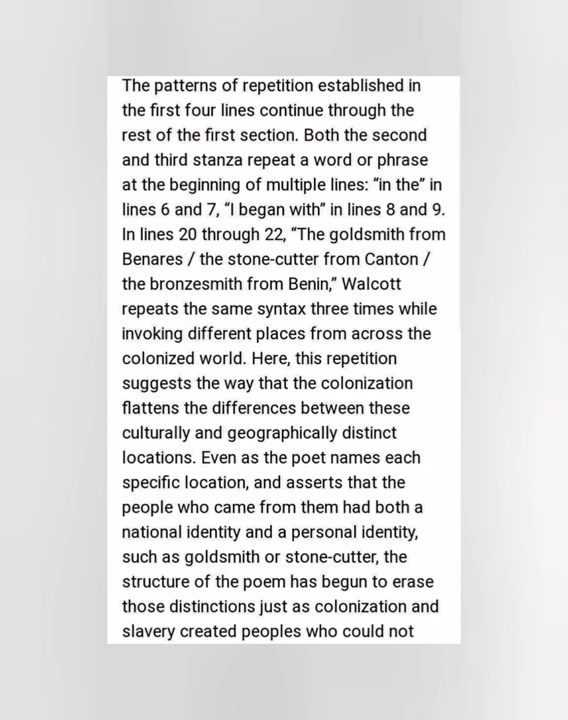 The patterns of repetition established in
the first four lines continue through the
rest of the first section. Both the second
and third stanza repeat a word or phrase
at the beginning of multiple lines: “in the” in
lines 6 and 7, “I began with” in lines 8 and 9.
In lines 20 through 22, “The goldsmith from
Benares / the stone-cutter from Canton /
the bronzesmith from Benin,” Walcott
repeats the same syntax three times while
invoking different places from across the
colonized world. Here, this repetition
suggests the way that the colonization
flattens the differences between these
culturally and geographically distinct
locations. Even as the poet names each
specific location, and asserts that the
people who came from them had both a
national identity and a personal identity,
such as goldsmith or stone-cutter, the
structure of the poem has begun to erase
those distinctions just as colonization and
slavery created peoples who could not